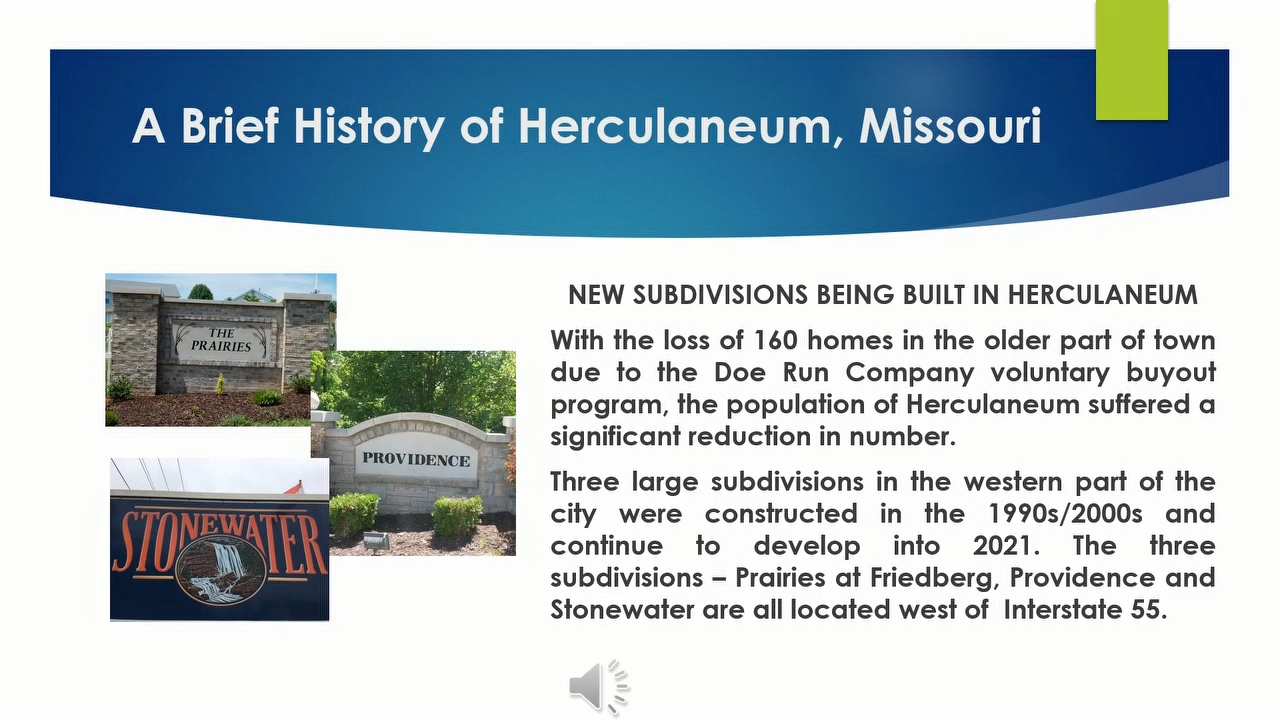 A Brief History of Herculaneum, Missouri
THE
PRAIRIES
PROVIDENCE
STONEWATER
NEW SUBDIVISIONS BEING BUILT IN HERCULANEUM
With the loss of 160 homes in the older part of town
due to the Doe Run Company voluntary buyout
program, the population of Herculaneum suffered a
significant reduction in number.
Three large subdivisions in the western part of the
city were constructed in the 1990s/2000s and
continue to develop into 2021. The three
subdivisions – Prairies at Friedberg, Providence and
Stonewater are all located west of Interstate 55.